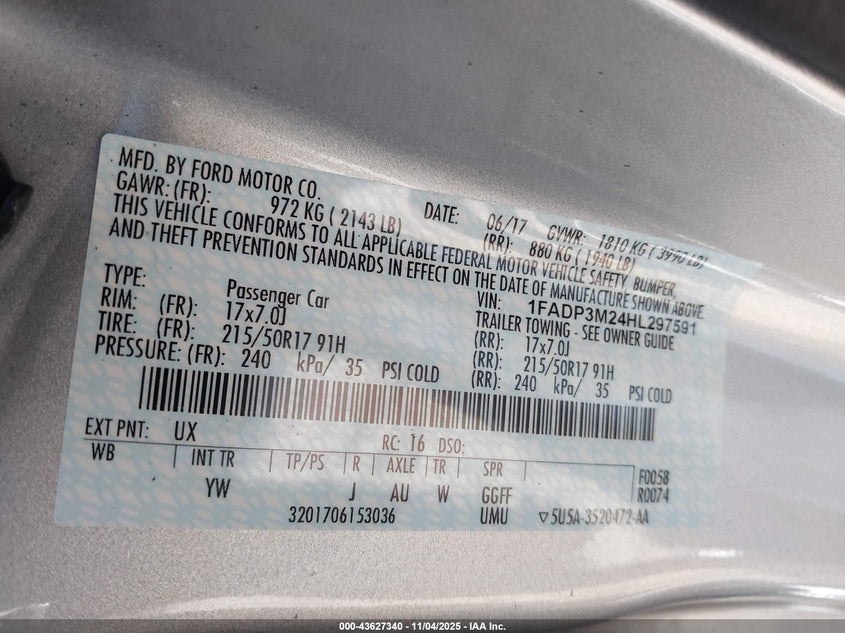 MFD. BY FORD MOTOR CO. DATE: 06/17 GVWR: 1810 KG ( 3990 LB)
GAWR: (FR): 972 KG ( 2143 LB) (RR): 880 KG ( 1940 LB)
THIS VEHICLE CONFORMS TO ALL APPLICABLE FEDERAL MOTOR VEHICLE SAFETY, BUMPER,
AND THEFT PREVENTION STANDARDS IN EFFECT ON THE DATE OF MANUFACTURE SHOWN ABOVE.
VIN: 1FADP3M24HL297591
TYPE: Passenger Car TRAILER TOWING - SEE OWNER GUIDE
RIM: (FR): 17x7.0J (RR): 17x7.0J
TIRE: (FR): 215/50R17 91H (RR): 215/50R17 91H
PRESSURE: (FR): 240 kPa/ 35 PSI COLD (RR): 240 kPa/ 35 PSI COLD
EXT PNT: UX RC: 16 DSO:
WB INT TR TP/PS R AXLE TR SPR F0058
YW J AU W GGFF R0074
3201706153036 UMU ▽5U5A-3520472-AA
000-43627340 - 11/04/2025 - IAA Inc.